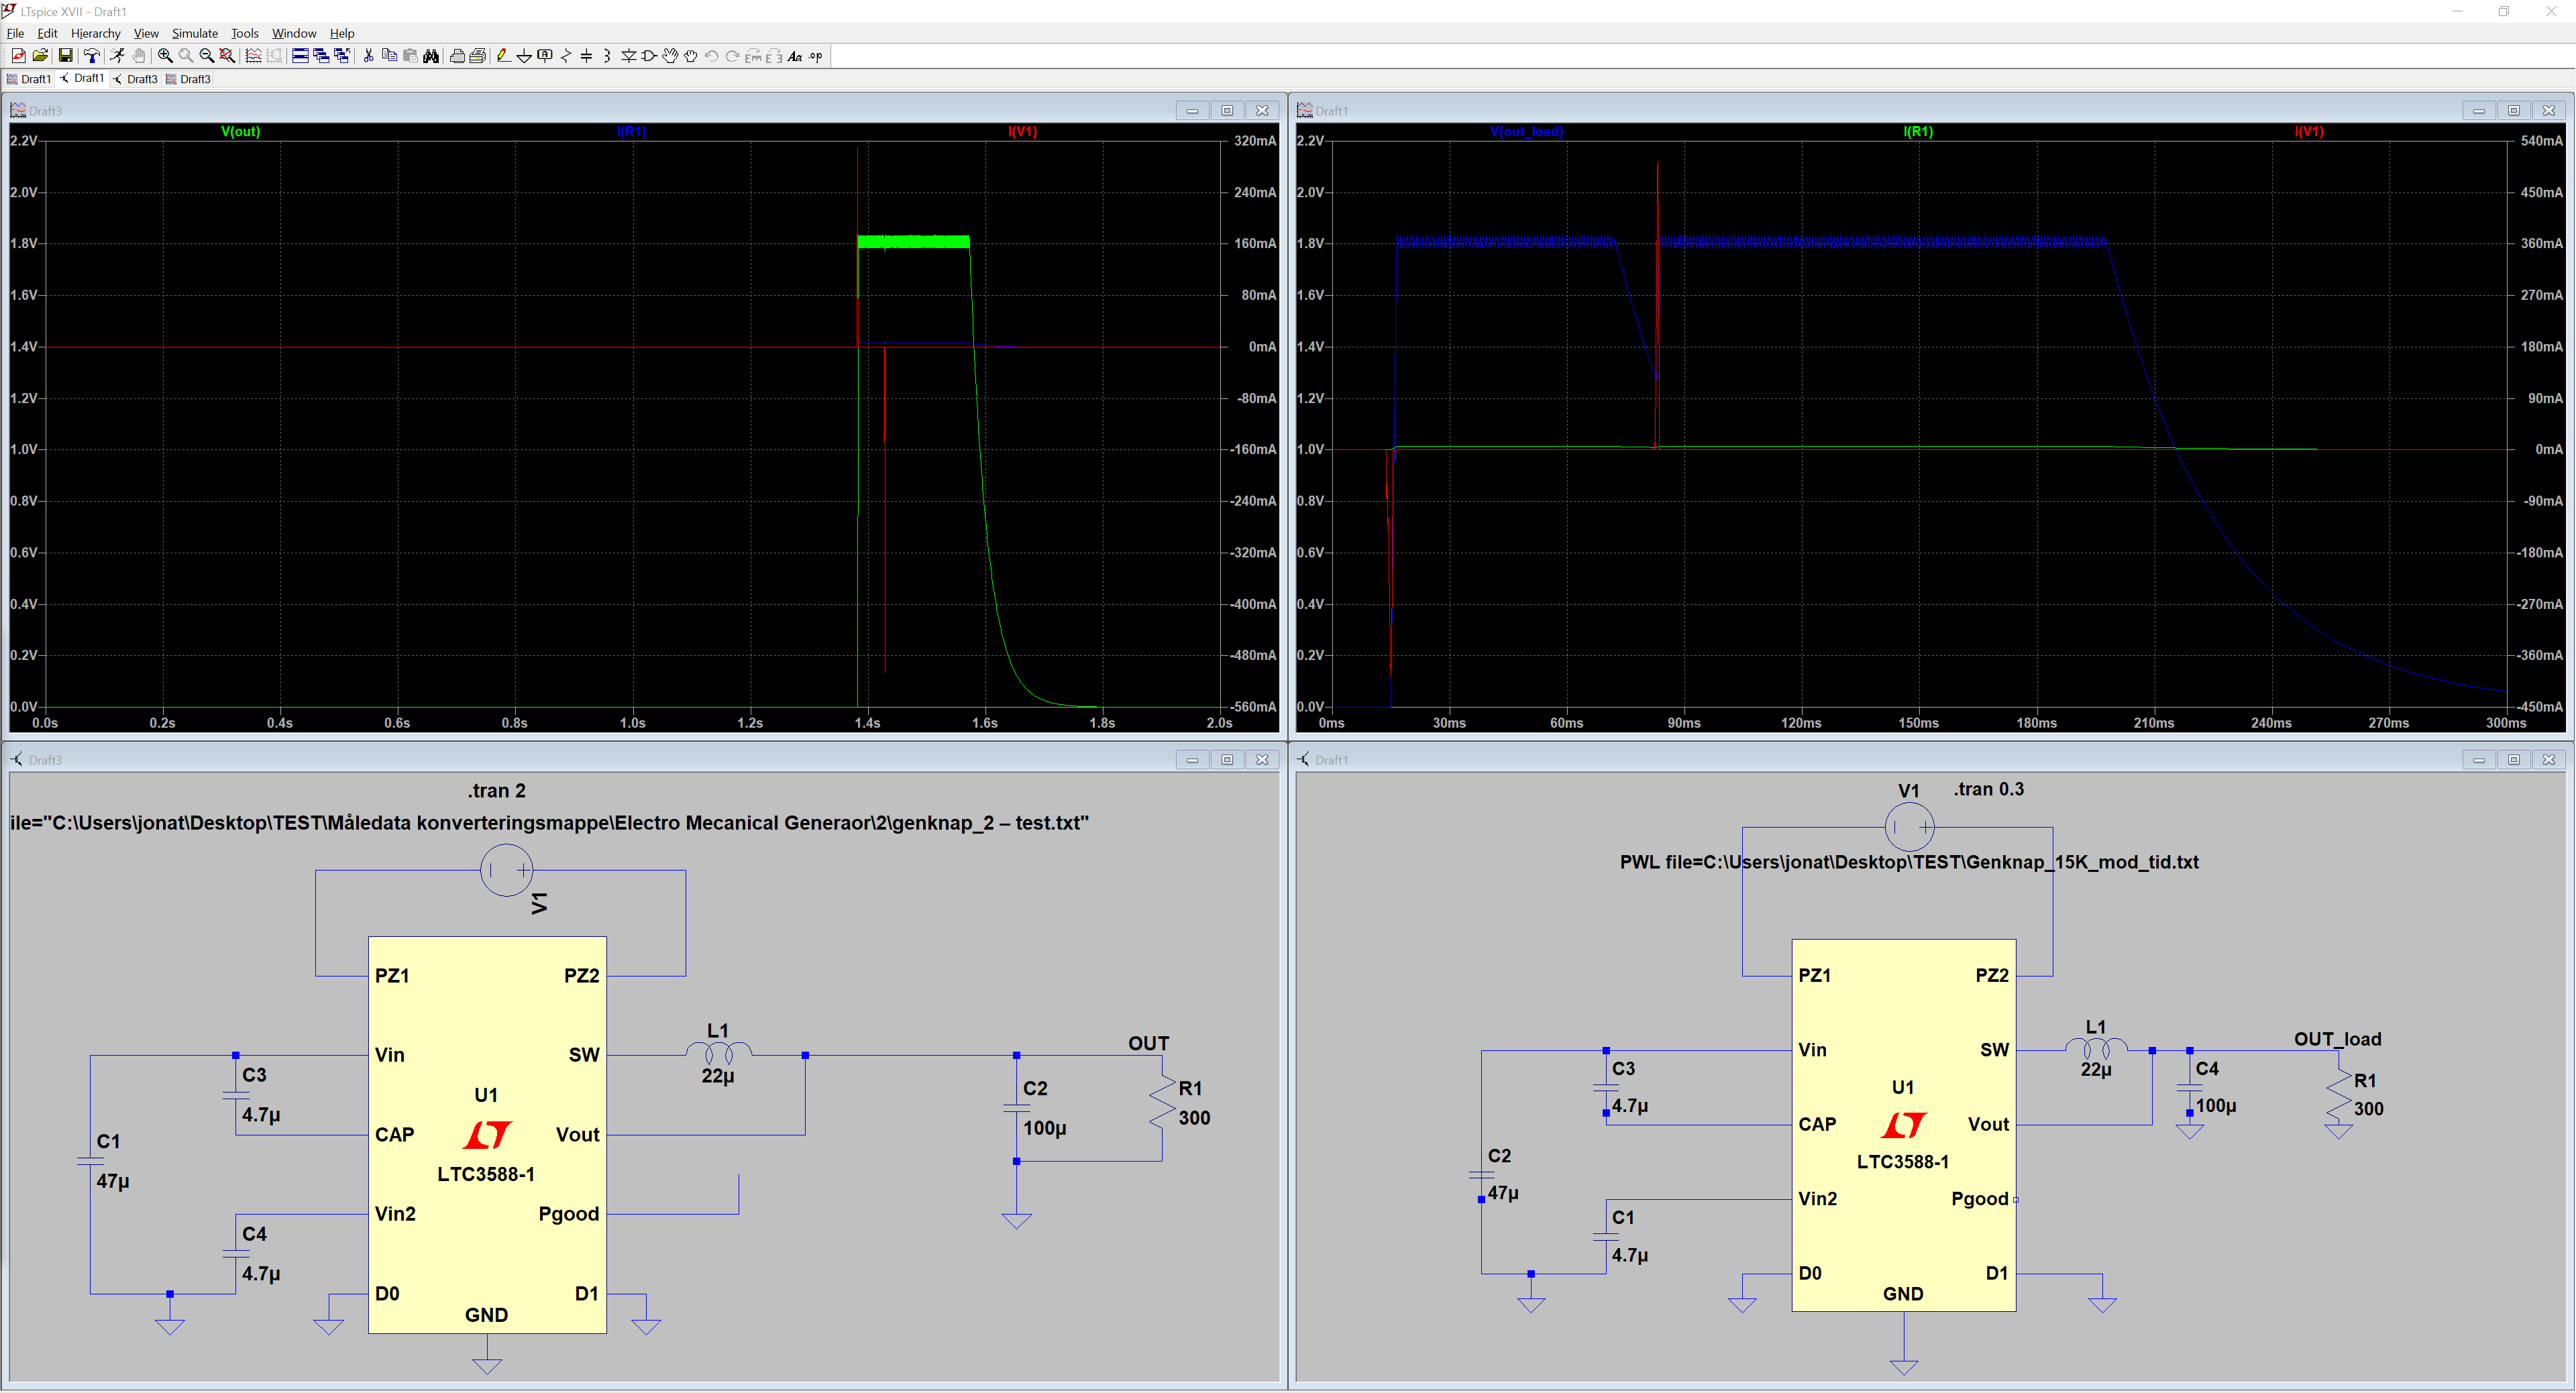 LTspice XVII - Draft1
File Edit Hierarchy View Simulate Tools Window Help
Draft1 Draft1 Draft3 Draft3
Draft3
V(out) I(R1) I(V1)
2.2V 320mA
2.0V 240mA
1.8V 160mA
1.6V 80mA
1.4V 0mA
1.2V -80mA
1.0V -160mA
0.8V -240mA
0.6V -320mA
0.4V -400mA
0.2V -480mA
0.0V -560mA
0.0s 0.2s 0.4s 0.6s 0.8s 1.0s 1.2s 1.4s 1.6s 1.8s 2.0s
Draft1
V(out_load) I(R1) I(V1)
2.2V 540mA
2.0V 450mA
1.8V 360mA
1.6V 270mA
1.4V 180mA
1.2V 90mA
1.0V 0mA
0.8V -90mA
0.6V -180mA
0.4V -270mA
0.2V -360mA
0.0V -450mA
0ms 30ms 60ms 90ms 120ms 150ms 180ms 210ms 240ms 270ms 300ms
Draft3
.tran 2
ile="C:\Users\jonat\Desktop\TEST\Måledata konverteringsmappe\Electro Mecanical Generaor\2\genknap_2 – test.txt"
V1
PZ1 PZ2
L1
OUT
Vin SW
C3 22µ
C2 R1
U1
4.7µ 300
C1 CAP Vout 100µ
47µ LTC3588-1
Vin2 Pgood
C4
4.7µ
D0 D1
GND
Draft1
V1 .tran 0.3
PWL file=C:\Users\jonat\Desktop\TEST\Genknap_15K_mod_tid.txt
PZ1 PZ2
L1
OUT_load
Vin SW
C3 22µ C4
U1 R1
4.7µ 100µ 300
CAP Vout
C2 LTC3588-1
47µ Vin2 Pgood
C1
4.7µ
D0 D1
GND